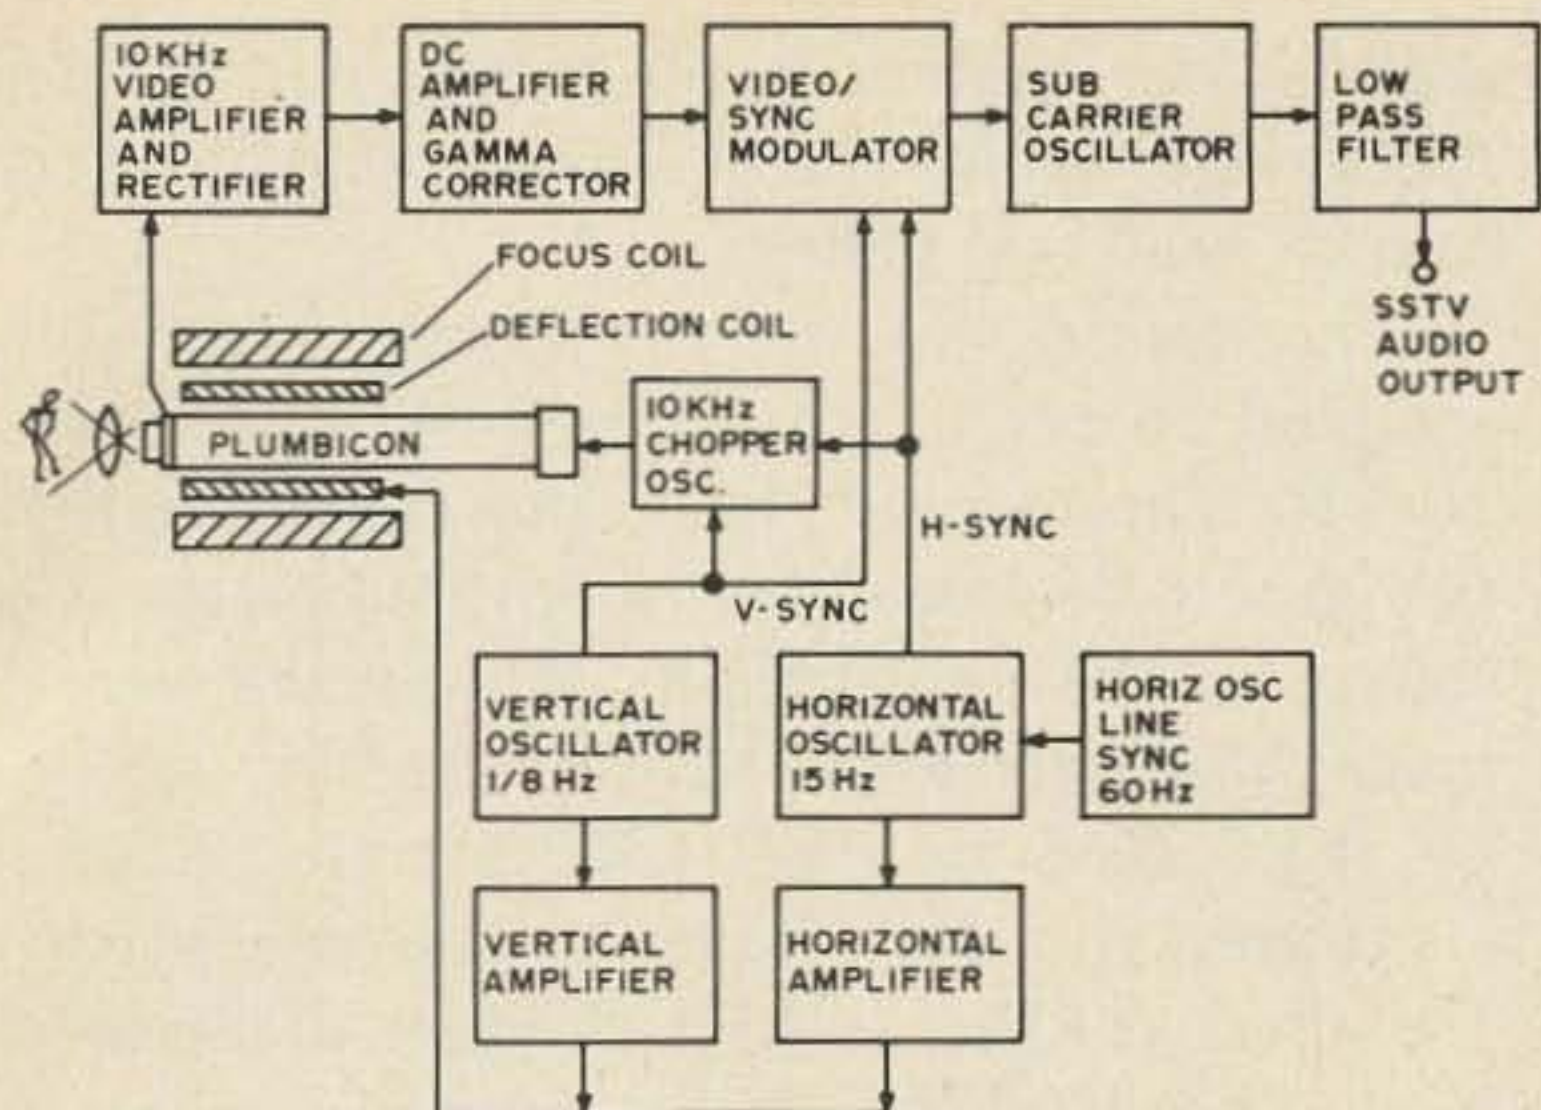 10KHz
VIDEO
AMPLIFIER
AND
RECTIFIER
DC
AMPLIFIER
AND
GAMMA
CORRECTOR
VIDEO/
SYNC
MODULATOR
SUB
CARRIER
OSCILLATOR
LOW
PASS
FILTER
SSTV
AUDIO
OUTPUT
FOCUS COIL
DEFLECTION COIL
PLUMBICON
10KHz
CHOPPER
OSC.
H-SYNC
V-SYNC
VERTICAL
OSCILLATOR
1/8 Hz
HORIZONTAL
OSCILLATOR
15Hz
HORIZ OSC
LINE
SYNC
60Hz
VERTICAL
AMPLIFIER
HORIZONTAL
AMPLIFIER